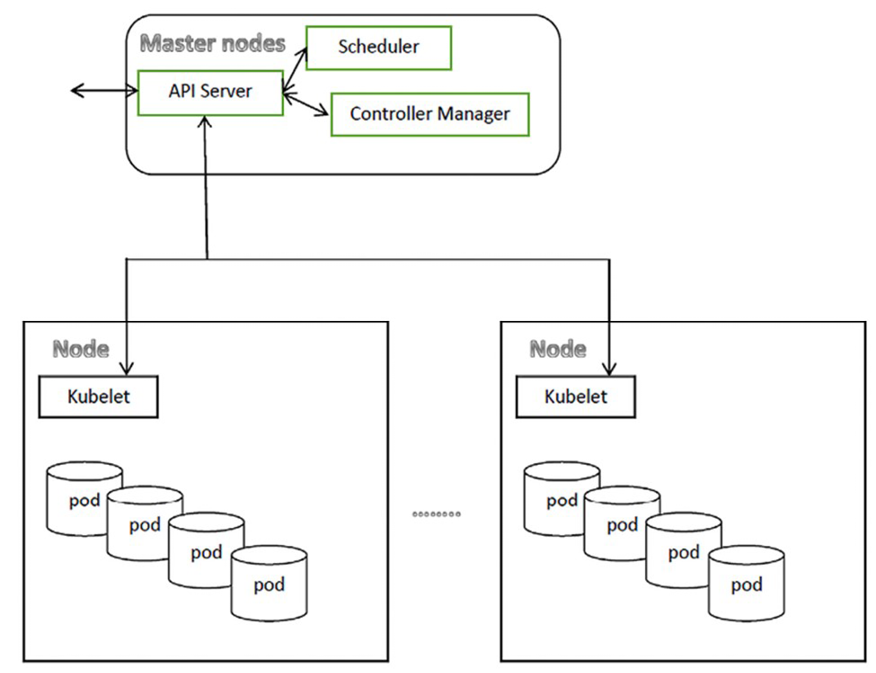 Master nodes
Scheduler
API Server
Controller Manager
Node
Kubelet
pod
pod
pod
pod
........
Node
Kubelet
pod
pod
pod
pod